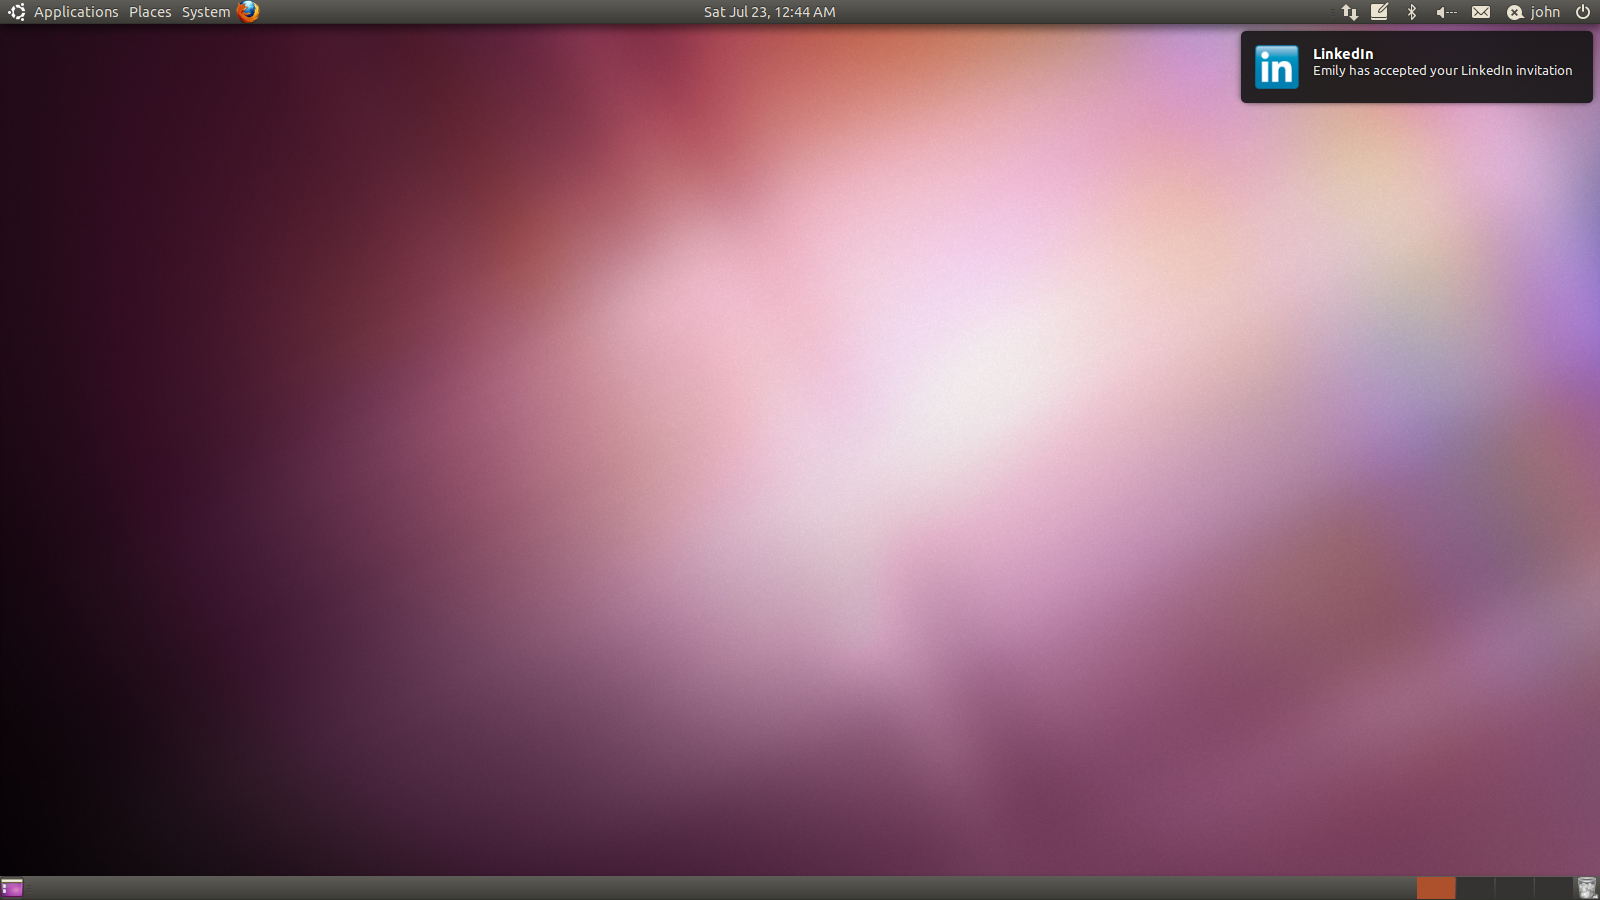 Applications Places System Sat Jul 23, 12:44 AM john
in LinkedIn
Emily has accepted your LinkedIn invitation